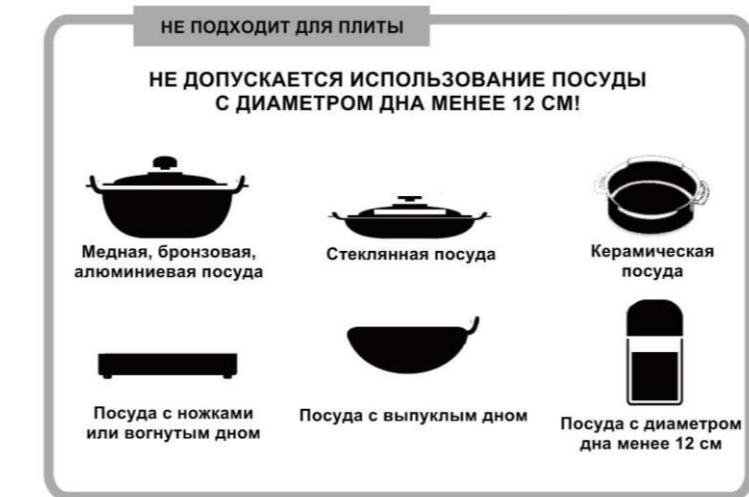 НЕ ПОДХОДИТ ДЛЯ ПЛИТЫ
НЕ ДОПУСКАЕТСЯ ИСПОЛЬЗОВАНИЕ ПОСУДЫ
С ДИАМЕТРОМ ДНА МЕНЕЕ 12 СМ!
Медная, бронзовая,
алюминиевая посуда
Стеклянная посуда
Керамическая
посуда
Посуда с ножками
или вогнутым дном
Посуда с выпуклым дном
Посуда с диаметром
дна менее 12 см